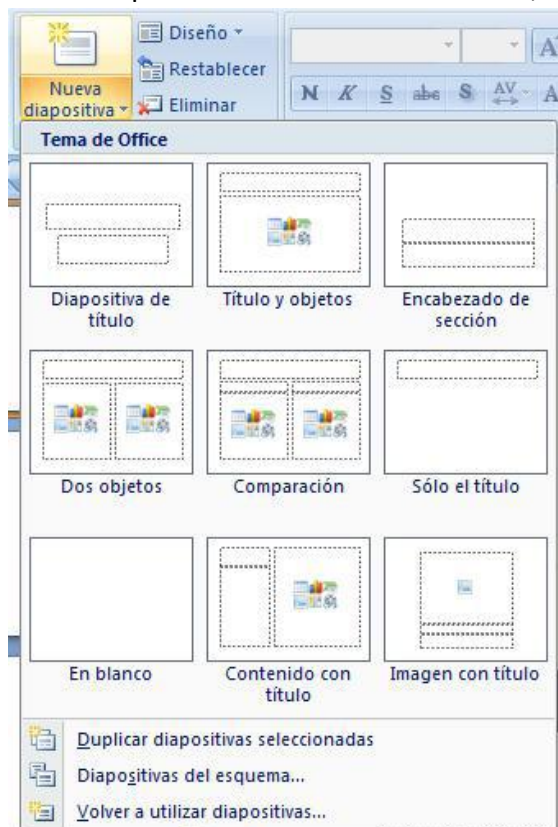 Diseño
Restablecer
Nueva
diapositiva
Eliminar
N K S abe S AV A
Tema de Office
Diapositiva de
título
Título y objetos
Encabezado de
sección
Dos objetos
Comparación
Sólo el título
En blanco
Contenido con
título
Imagen con título
Duplicar diapositivas seleccionadas
Diapositivas del esquema...
Volver a utilizar diapositivas...